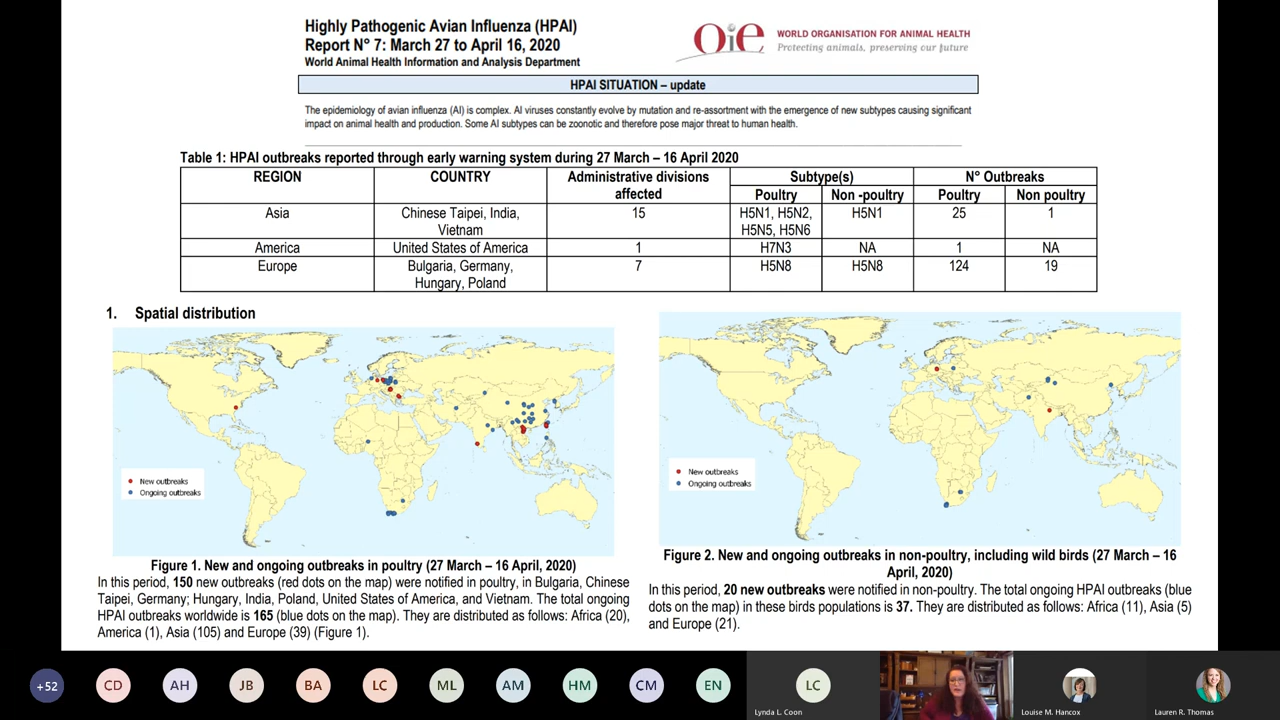 Highly Pathogenic Avian Influenza (HPAI)
Report N° 7: March 27 to April 16, 2020
World Animal Health Information and Analysis Department
Oie WORLD ORGANISATION FOR ANIMAL HEALTH
Protecting animals, preserving our future
HPAI SITUATION – update
The epidemiology of avian influenza (AI) is complex. AI viruses constantly evolve by mutation and re-assortment with the emergence of new subtypes causing significant
impact on animal health and production. Some AI subtypes can be zoonotic and therefore pose major threat to human health.
Table 1: HPAI outbreaks reported through early warning system during 27 March – 16 April 2020
REGION COUNTRY Administrative divisions affected Subtype(s) N° Outbreaks
Poultry Non -poultry Poultry Non poultry
Asia Chinese Taipei, India, Vietnam 15 H5N1, H5N2, H5N5, H5N6 H5N1 25 1
America United States of America 1 H7N3 NA 1 NA
Europe Bulgaria, Germany, Hungary, Poland 7 H5N8 H5N8 124 19
1. Spatial distribution
New outbreaks
Ongoing outbreaks
Figure 1. New and ongoing outbreaks in poultry (27 March – 16 April, 2020)
In this period, 150 new outbreaks (red dots on the map) were notified in poultry, in Bulgaria, Chinese
Taipei, Germany; Hungary, India, Poland, United States of America, and Vietnam. The total ongoing
HPAI outbreaks worldwide is 165 (blue dots on the map). They are distributed as follows: Africa (20),
America (1), Asia (105) and Europe (39) (Figure 1).
New outbreaks
Ongoing outbreaks
Figure 2. New and ongoing outbreaks in non-poultry, including wild birds (27 March – 16
April, 2020)
In this period, 20 new outbreaks were notified in non-poultry. The total ongoing HPAI outbreaks (blue
dots on the map) in these birds populations is 37. They are distributed as follows: Africa (11), Asia (5)
and Europe (21).
+52 CD AH JB BA LC ML AM HM CM EN LC
Lynda L. Coon Louise M. Hancox Lauren R. Thomas